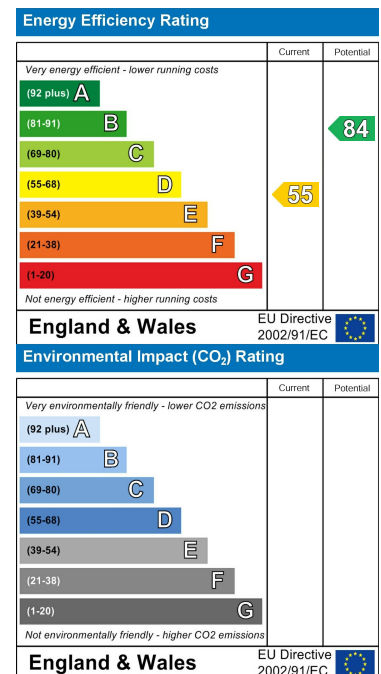 Energy Efficiency Rating
Current Potential
Very energy efficient - lower running costs
(92 plus) A
(81-91) B
84
(69-80) C
(55-68) D
55
(39-54) E
(21-38) F
(1-20) G
Not energy efficient - higher running costs
England & Wales
EU Directive
2002/91/EC
Environmental Impact (CO₂) Rating
Current Potential
Very environmentally friendly - lower CO2 emissions
(92 plus) A
(81-91) B
(69-80) C
(55-68) D
(39-54) E
(21-38) F
(1-20) G
Not environmentally friendly - higher CO2 emissions
England & Wales
EU Directive
2002/91/EC